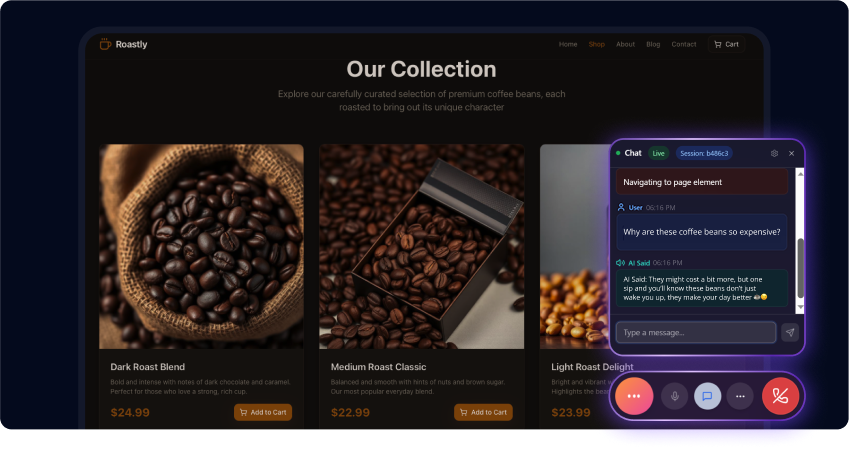 Roastly
Home Shop About Blog Contact Cart
Our Collection
Explore our carefully curated selection of premium coffee beans, each
roasted to bring out its unique character
Dark Roast Blend
Bold and intense with notes of dark chocolate and caramel.
Perfect for those who love a strong, rich cup.
$24.99
Add to Cart
Medium Roast Classic
Balanced and smooth with hints of nuts and brown sugar.
Our most popular everyday blend.
$22.99
Add to Cart
Light Roast Delight
Bright and vibrant
Highlights the
$23.99
Chat Live Session: b486c3
Navigating to page element
User 06:16 PM
Why are these coffee beans so expensive?
AI Said 06:16 PM
AI Said: They might cost a bit more, but one
sip and you'll know these beans don't just
wake you up, they make your day better ☕😉
Type a message...